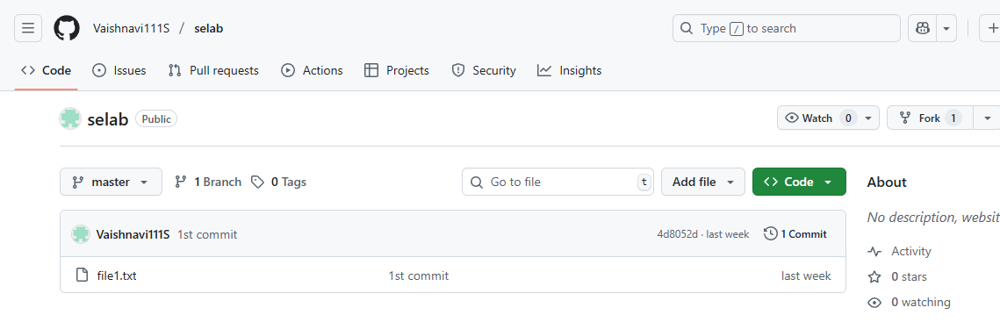 Vaishnavi111S / selab
Type / to search
Code Issues Pull requests Actions Projects Security Insights
selab Public
Watch 0
Fork 1
master 1 Branch 0 Tags
Go to file t
Add file
Code
About
Vaishnavi111S 1st commit 4d8052d · last week 1 Commit
No description, websit
file1.txt 1st commit last week
Activity
0 stars
0 watching